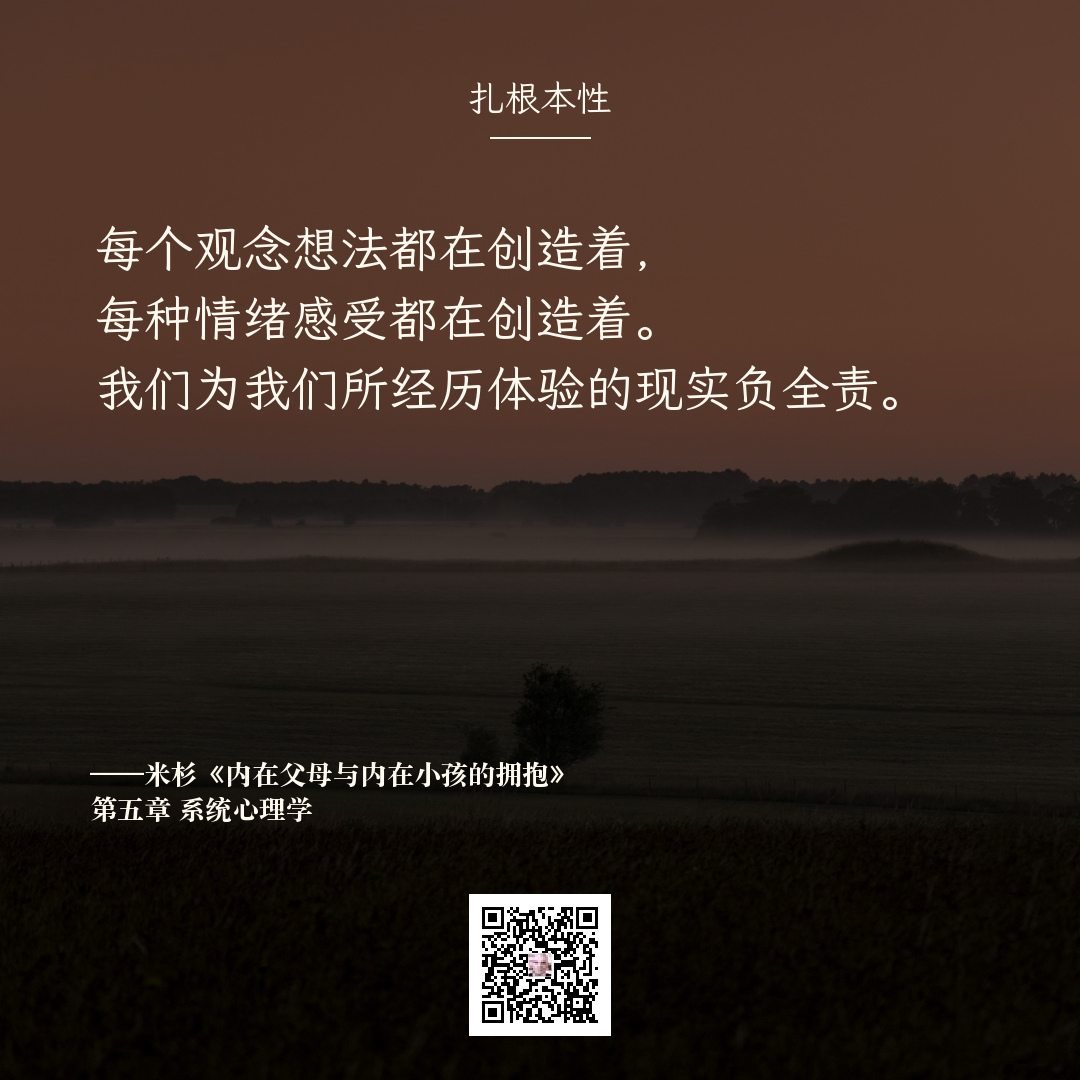 扎根本性
每个观念想法都在创造着，
每种情绪感受都在创造着。
我们为我们所经历体验的现实负全责。
——米杉《内在父母与内在小孩的拥抱》
第五章 系统心理学